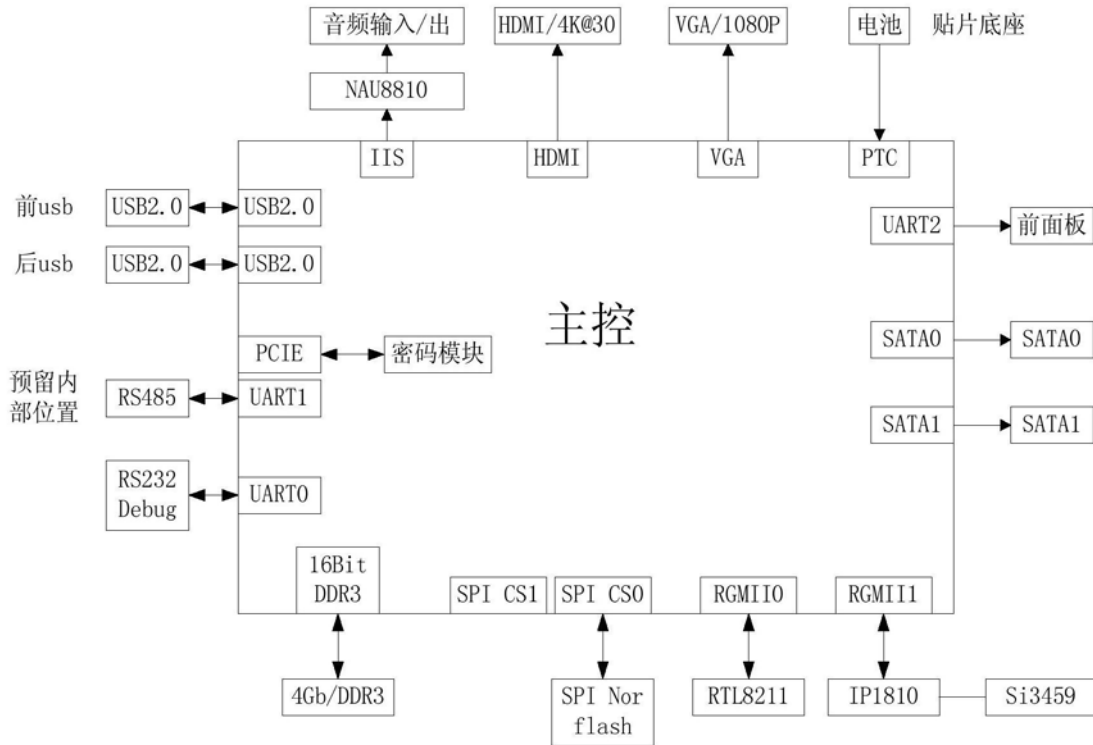 音频输入/出
HDMI/4K@30
VGA/1080P
电池
贴片底座
NAU8810
IIS
HDMI
VGA
PTC
前usb
USB2.0
USB2.0
UART2
前面板
后usb
USB2.0
USB2.0
主控
PCIE
密码模块
SATA0
SATA0
预留内
部位置
RS485
UART1
SATA1
SATA1
RS232
Debug
UART0
16Bit
DDR3
SPI CS1
SPI CS0
RGMII0
RGMII1
4Gb/DDR3
SPI Nor
flash
RTL8211
IP1810
Si3459